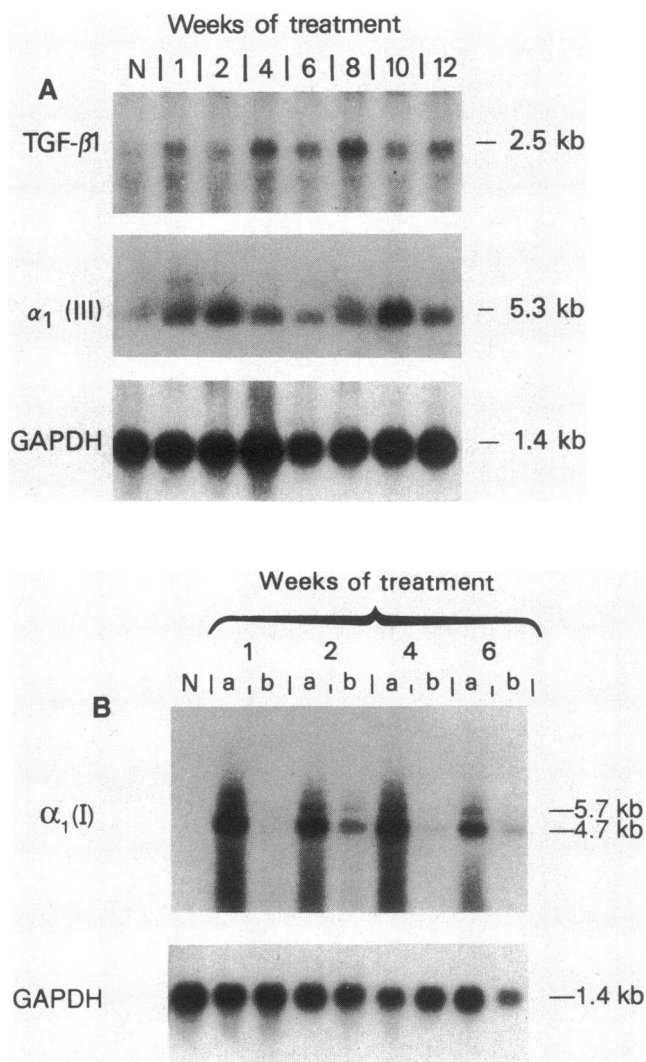 Weeks of treatment
N | 1 | 2 | 4 | 6 | 8 | 10 | 12
A
TGF-β1 — 2.5 kb
α₁ (III) — 5.3 kb
GAPDH — 1.4 kb
Weeks of treatment
1 2 4 6
N | a | b | a | b | a | b | a | b |
B
α₁(I) —5.7 kb
—4.7 kb
GAPDH —1.4 kb